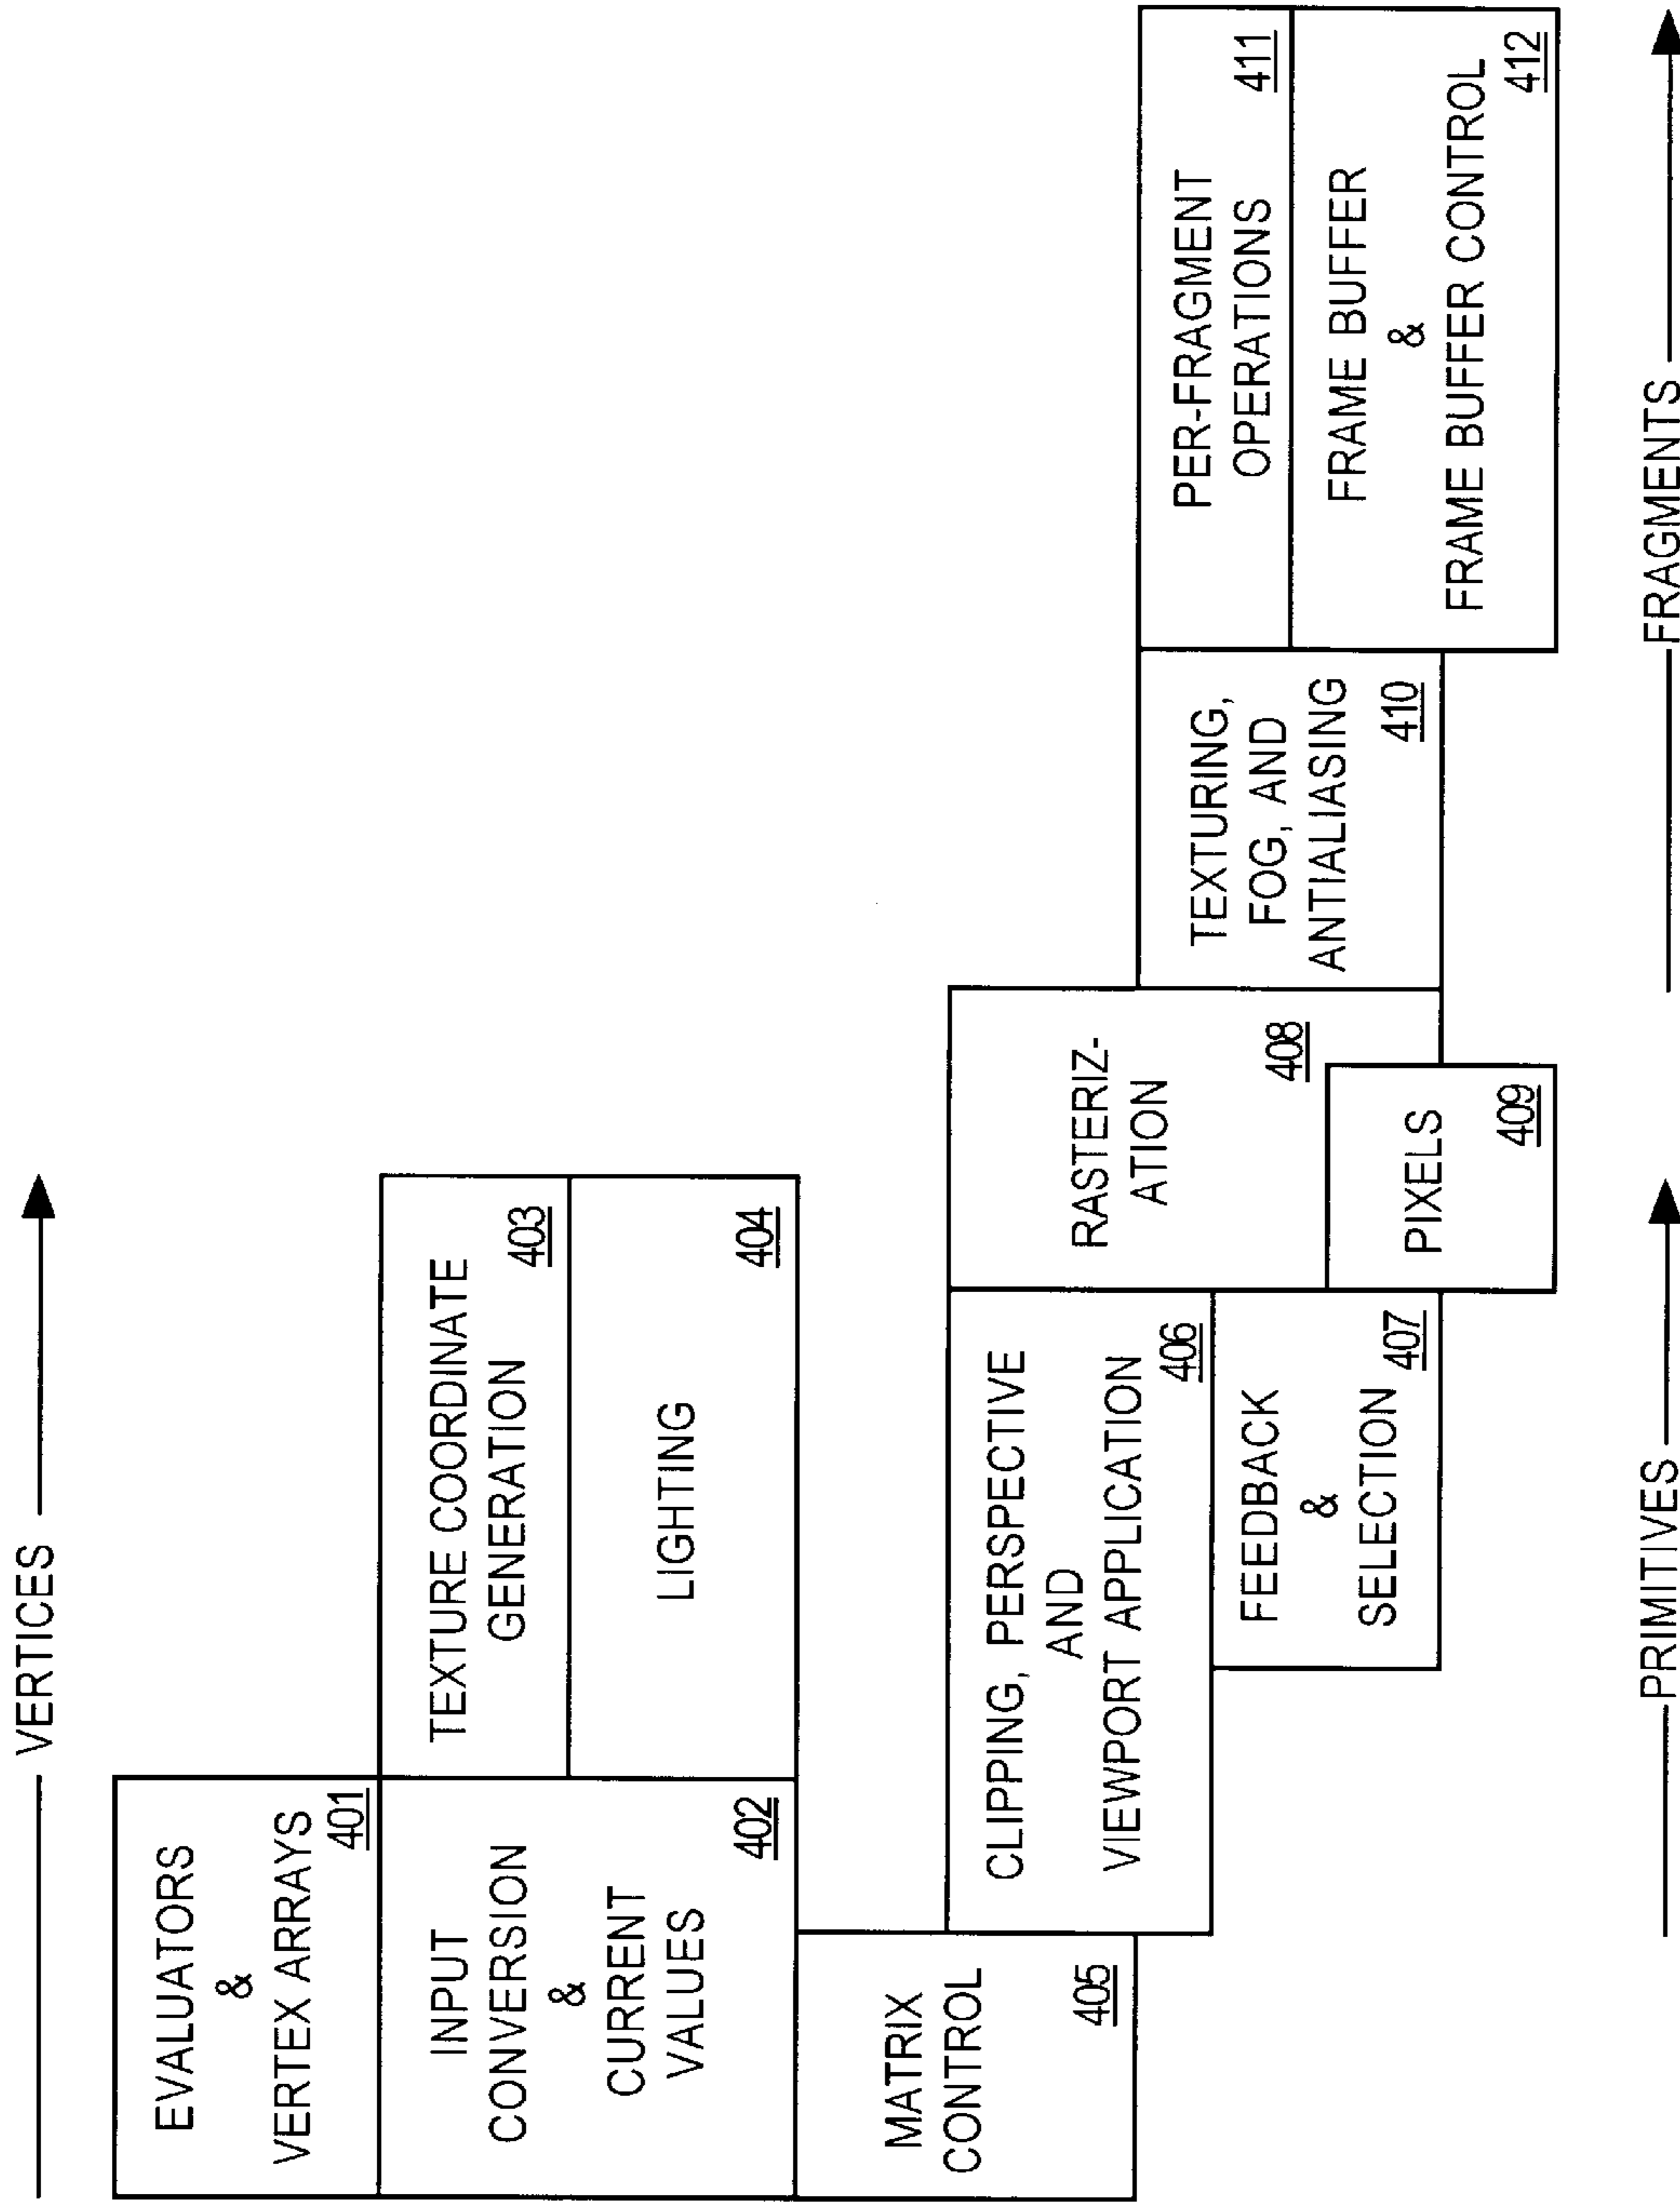 VERTICES
EVALUATORS
&
VERTEX ARRAYS
401
INPUT
CONVERSION
&
CURRENT
VALUES
402
TEXTURE COORDINATE
GENERATION
403
LIGHTING
404
MATRIX
CONTROL
405
CLIPPING, PERSPECTIVE
AND
VIEWPORT APPLICATION
406
FEEDBACK
&
SELECTION
407
RASTERIZ-
ATION
408
PIXELS
409
TEXTURING,
FOG, AND
ANTIALIASING
410
PER-FRAGMENT
OPERATIONS
411
FRAME BUFFER
&
FRAME BUFFER CONTROL
412
PRIMITIVES
FRAGMENTS